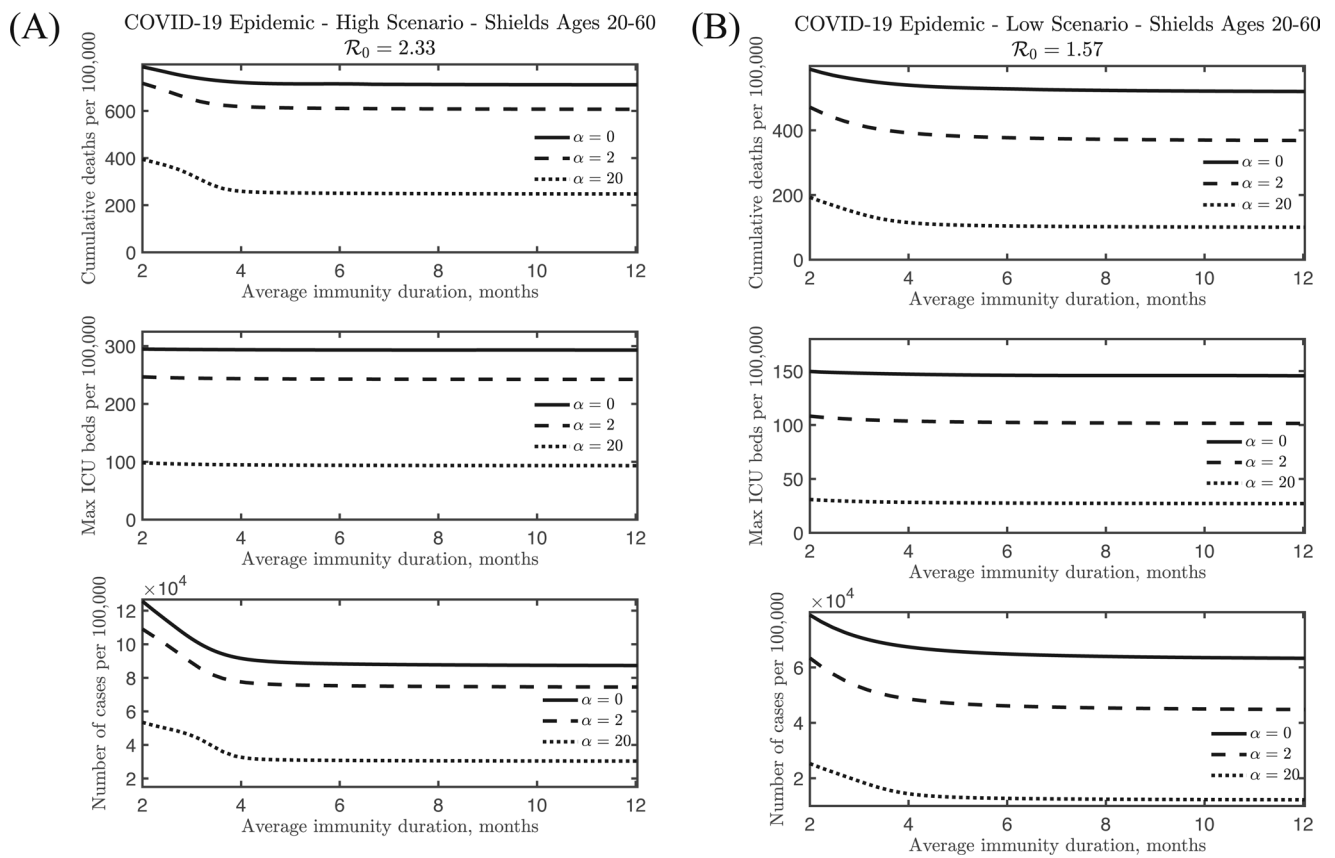 (A)
COVID-19 Epidemic - High Scenario - Shields Ages 20-60
R₀ = 2.33
Cumulative deaths per 100,000
600
400
200
0
α = 0
α = 2
α = 20
2 4 6 8 10 12
Average immunity duration, months
Max ICU beds per 100,000
300
200
100
0
α = 0
α = 2
α = 20
2 4 6 8 10 12
Average immunity duration, months
×10⁴
Number of cases per 100,000
12
10
8
6
4
2
α = 0
α = 2
α = 20
2 4 6 8 10 12
Average immunity duration, months
(B)
COVID-19 Epidemic - Low Scenario - Shields Ages 20-60
R₀ = 1.57
Cumulative deaths per 100,000
400
200
0
α = 0
α = 2
α = 20
2 4 6 8 10 12
Average immunity duration, months
Max ICU beds per 100,000
150
100
50
0
α = 0
α = 2
α = 20
2 4 6 8 10 12
Average immunity duration, months
×10⁴
Number of cases per 100,000
6
4
2
α = 0
α = 2
α = 20
2 4 6 8 10 12
Average immunity duration, months